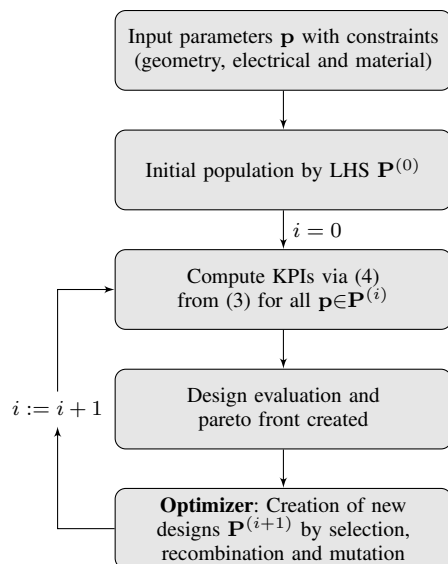 Input parameters p with constraints
(geometry, electrical and material)
Initial population by LHS P^(0)
i = 0
Compute KPIs via (4)
from (3) for all p∈P^(i)
Design evaluation and
pareto front created
i := i + 1
Optimizer: Creation of new
designs P^(i+1) by selection,
recombination and mutation